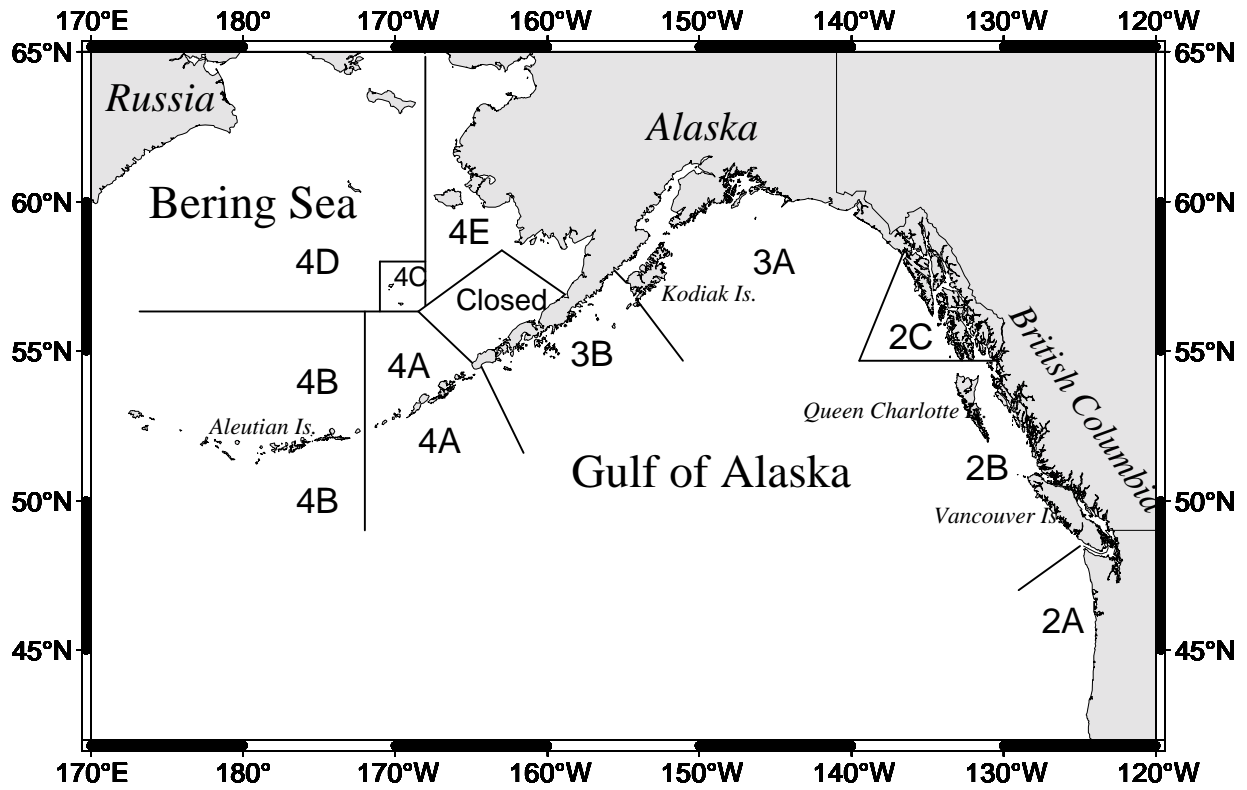 170°E 180° 170°W 160°W 150°W 140°W 130°W 120°W
65°N 65°N
Russia
Alaska
60°N 60°N
Bering Sea
4E
4D
4C
3A
Closed
Kodiak Is.
British Columbia
2C
55°N 55°N
3B
4A
4B
Queen Charlotte Is.
Aleutian Is.
4A
Gulf of Alaska
2B
50°N 50°N
4B
Vancouver Is.
2A
45°N 45°N
170°E 180° 170°W 160°W 150°W 140°W 130°W 120°W